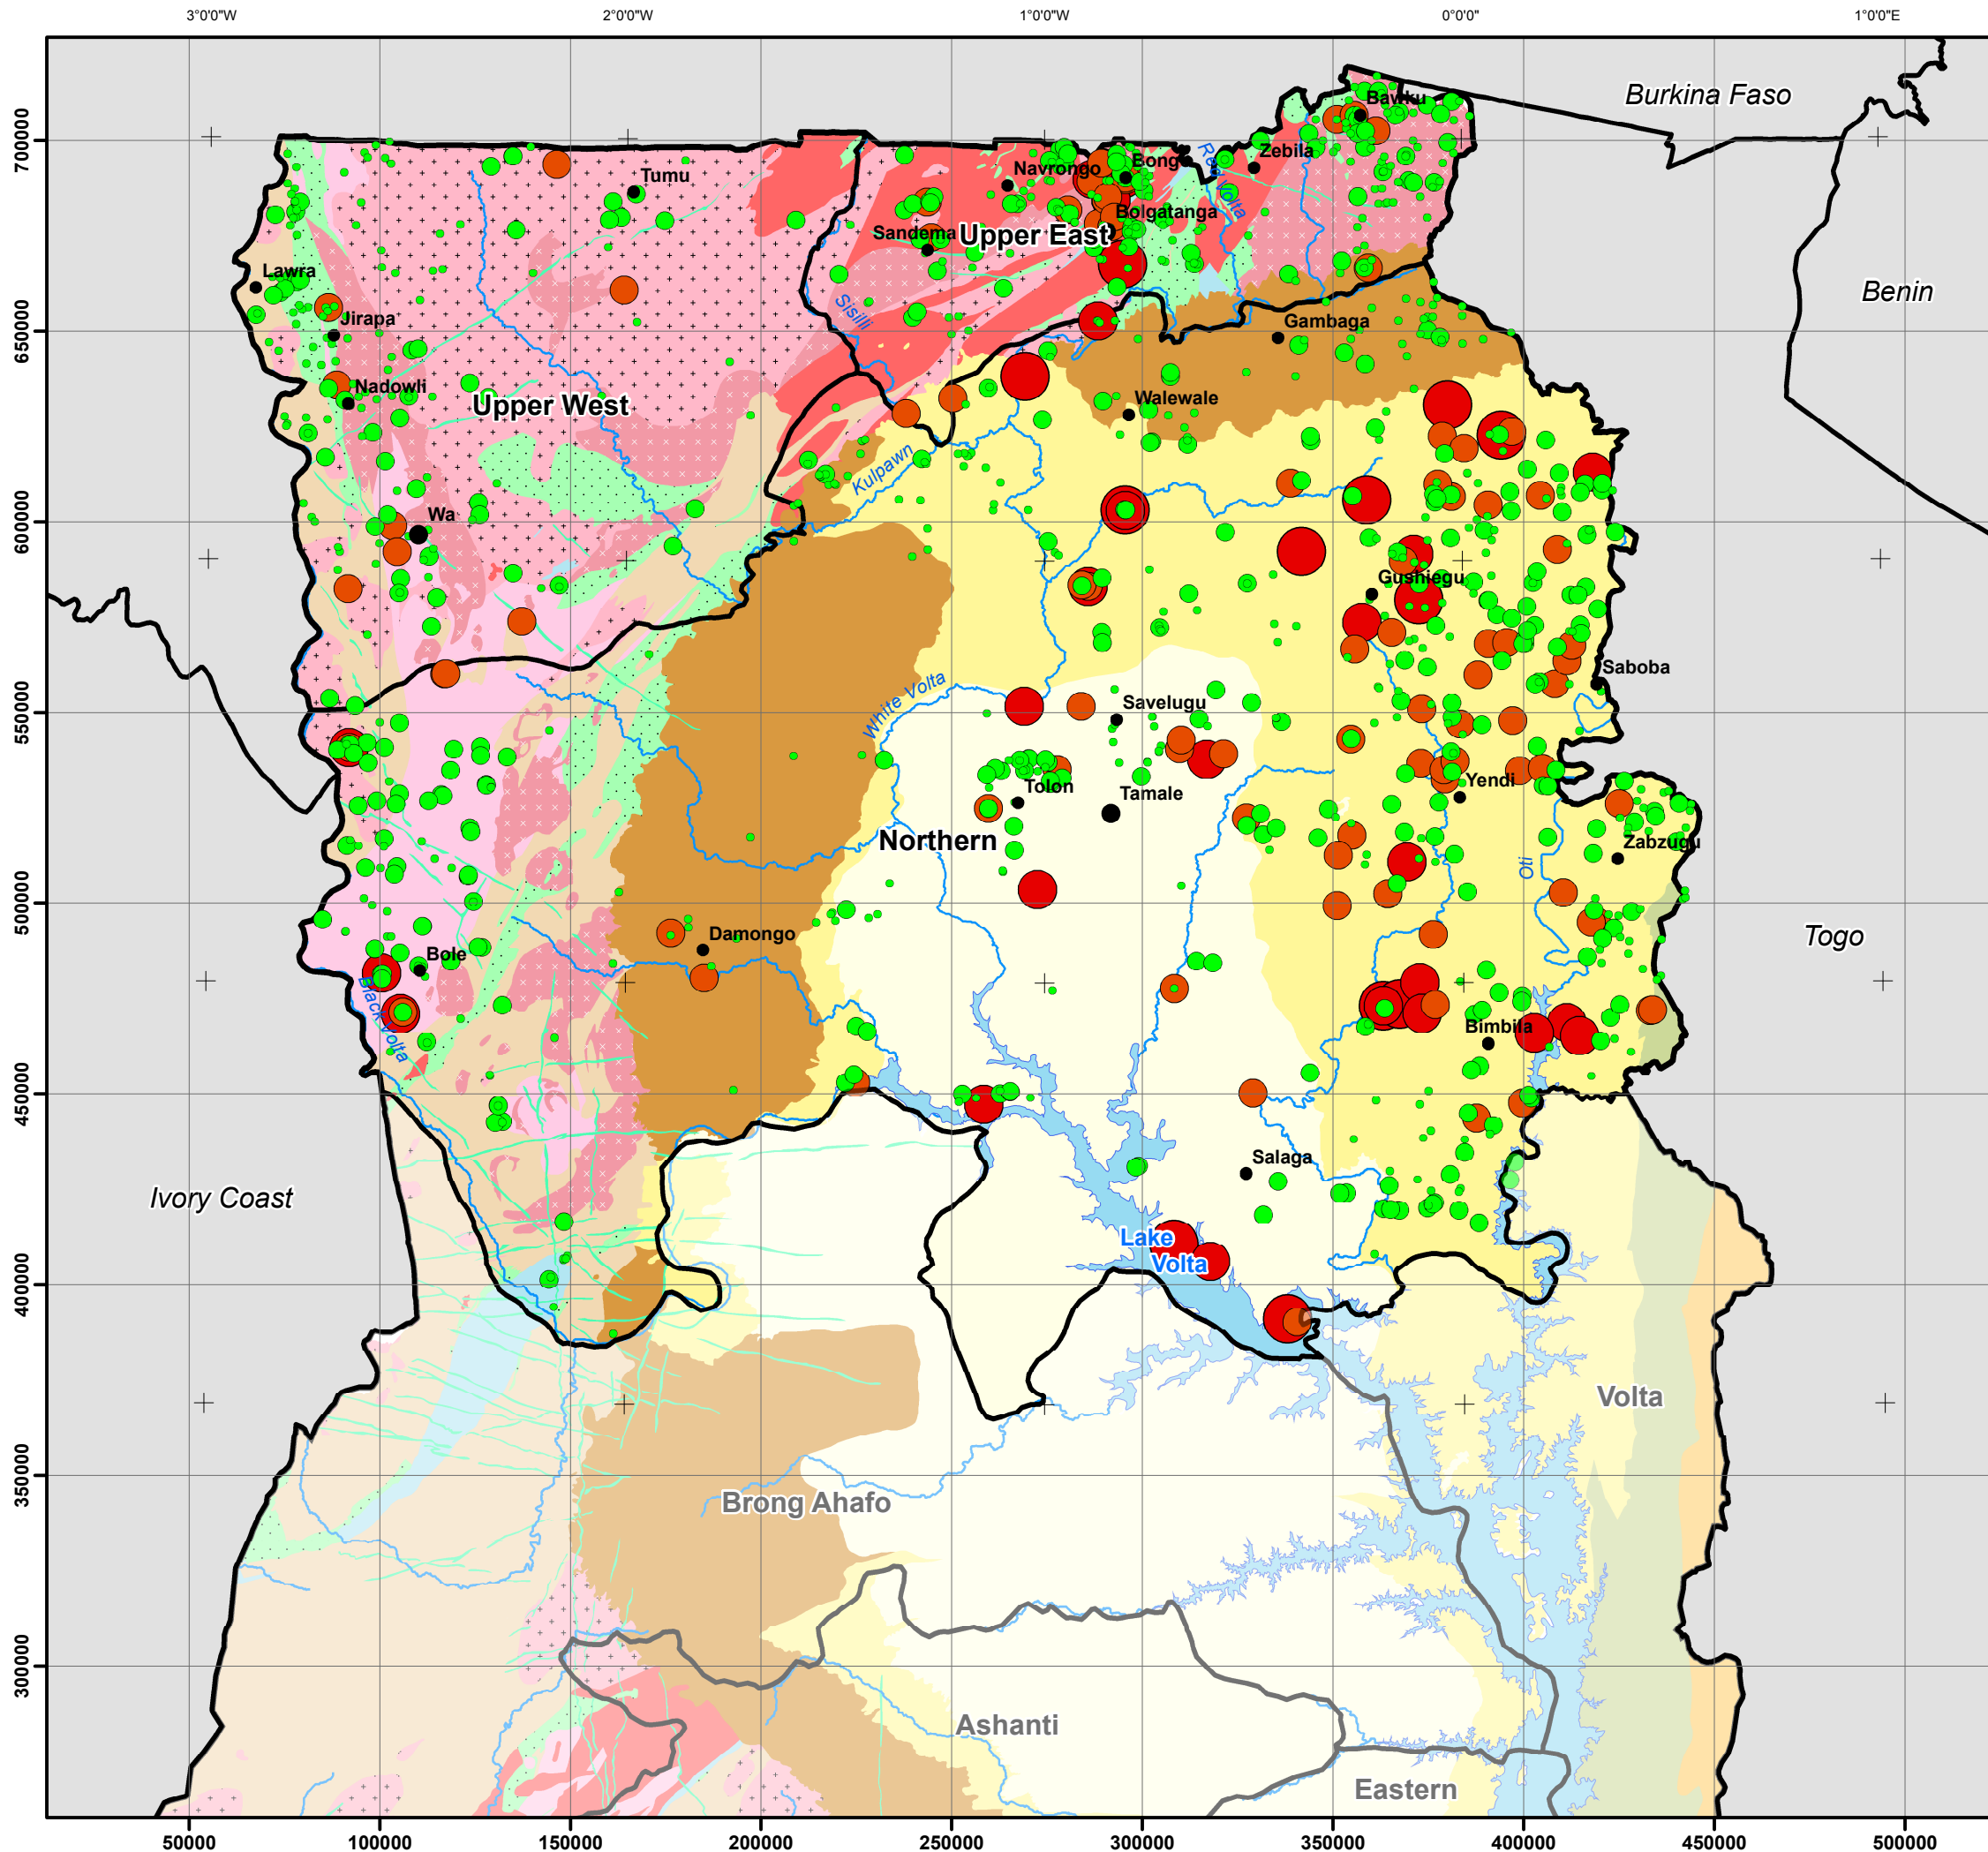 3°0'0"W
2°0'0"W
1°0'0"W
0°0'0"
1°0'0"E
700000
650000
600000
550000
500000
450000
400000
350000
300000
Burkina Faso
Benin
Togo
Ivory Coast
Bawku
Zebila
Red Volta
Bong
Navrongo
Bolgatanga
Upper East
Sandema
Tumu
Lawra
Jirapa
Sisilli
Gambaga
Nadowli
Upper West
Walewale
Kulpawn
Wa
Gushiegu
Saboba
White Volta
Savelugu
Yendi
Tolon
Tamale
Northern
Zabzugu
Oti
Damongo
Bole
Black Volta
Bimbila
Salaga
Lake
Volta
Volta
Brong Ahafo
Ashanti
Eastern
50000
100000
150000
200000
250000
300000
350000
400000
450000
500000